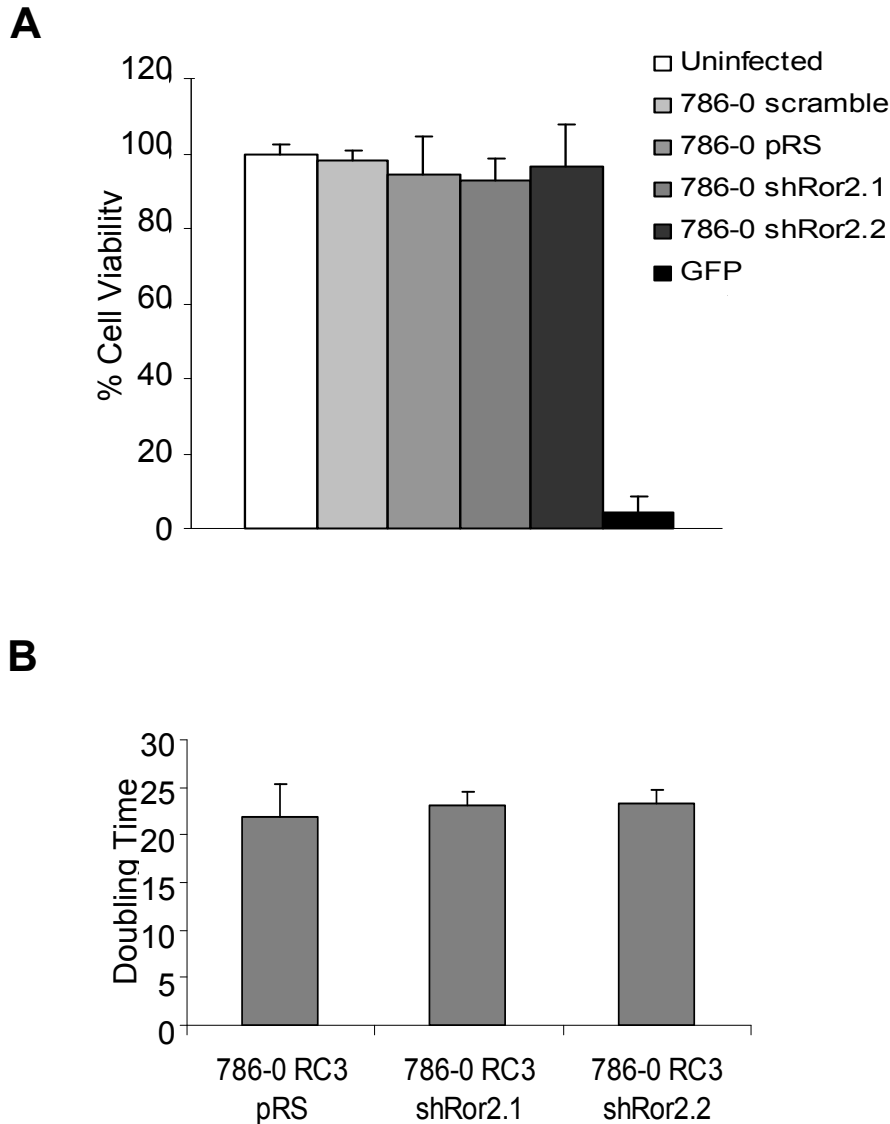 A
120
100
80
60
40
20
0
% Cell Viability
Uninfected
786-0 scramble
786-0 pRS
786-0 shRor2.1
786-0 shRor2.2
GFP
B
30
25
20
15
10
5
0
Doubling Time
786-0 RC3
pRS
786-0 RC3
shRor2.1
786-0 RC3
shRor2.2